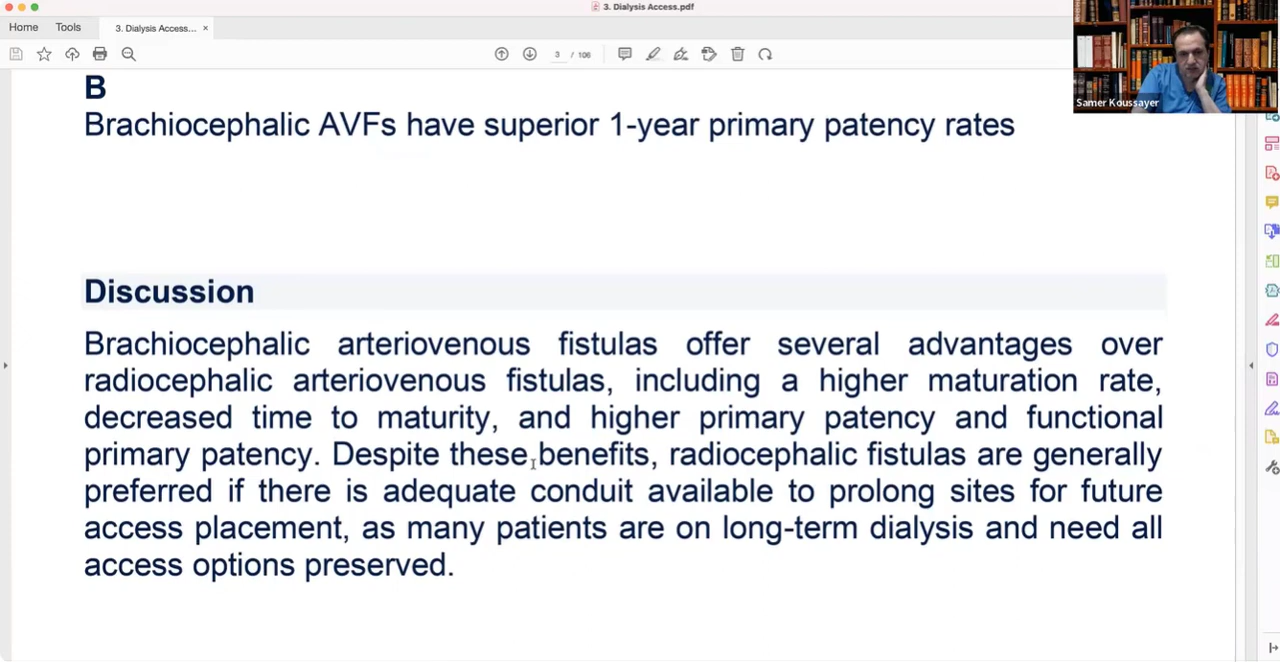 3. Dialysis Access.pdf
Home Tools 3. Dialysis Access... ×
3 / 106
Samer Koussayer
B
Brachiocephalic AVFs have superior 1-year primary patency rates
Discussion
Brachiocephalic arteriovenous fistulas offer several advantages over
radiocephalic arteriovenous fistulas, including a higher maturation rate,
decreased time to maturity, and higher primary patency and functional
primary patency. Despite these benefits, radiocephalic fistulas are generally
preferred if there is adequate conduit available to prolong sites for future
access placement, as many patients are on long-term dialysis and need all
access options preserved.